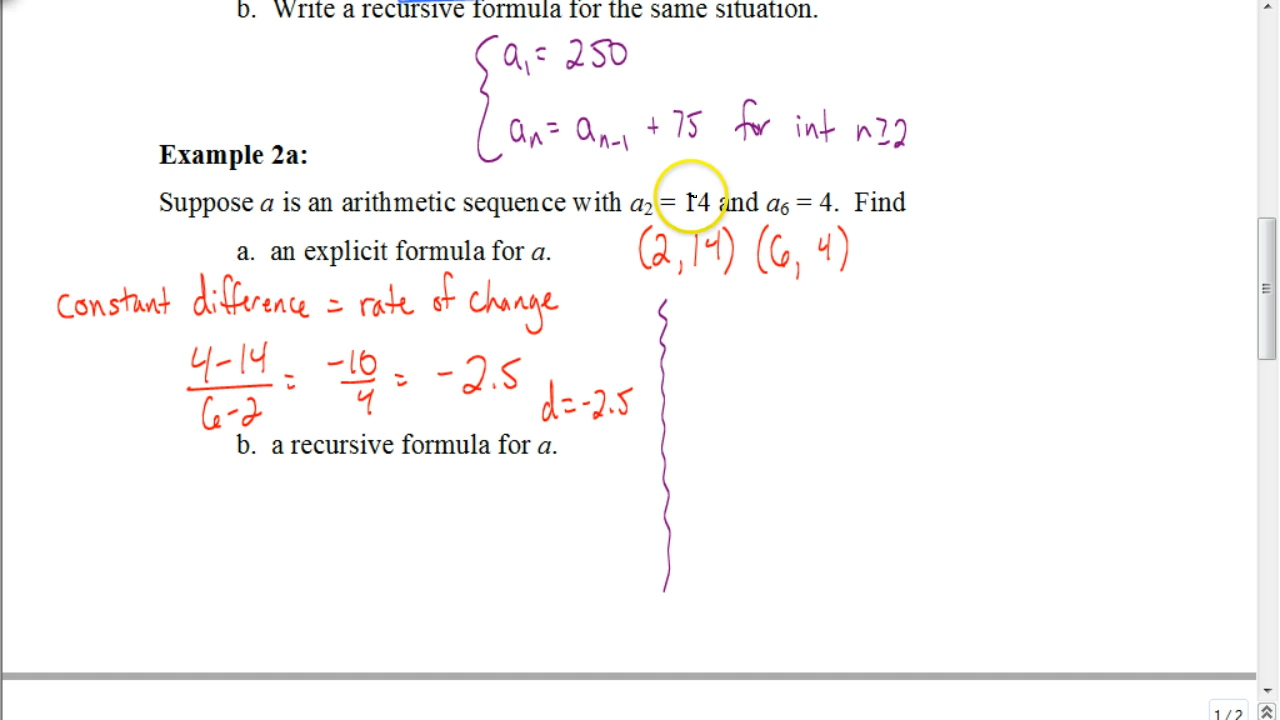 b. Write a recursive formula for the same situation.
a₁ = 250
aₙ = aₙ₋₁ + 75 for int n≥2
Example 2a:
Suppose a is an arithmetic sequence with a₂ = 14 and a₆ = 4. Find
a. an explicit formula for a. (2, 14) (6, 4)
constant difference = rate of change
4-14/6-2 = -10/4 = -2.5 d=-2.5
b. a recursive formula for a.
1 / 2